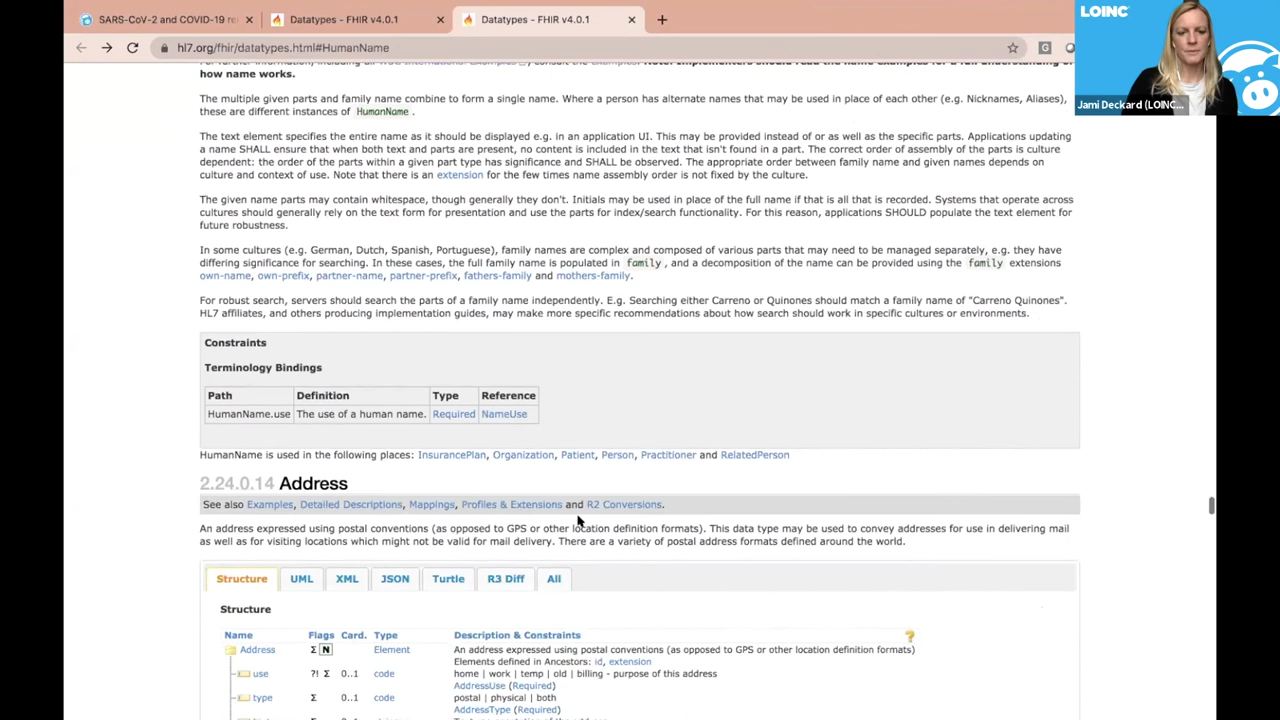 SARS-CoV-2 and COVID-19 re
Datatypes - FHIR v4.0.1
Datatypes - FHIR v4.0.1
hl7.org/fhir/datatypes.html#HumanName
LOINC
Jami Deckard (LOINC...
how name works.
The multiple given parts and family name combine to form a single name. Where a person has alternate names that may be used in place of each other (e.g. Nicknames, Aliases),
these are different instances of HumanName.
The text element specifies the entire name as it should be displayed e.g. in an application UI. This may be provided instead of or as well as the specific parts. Applications updating
a name SHALL ensure that when both text and parts are present, no content is included in the text that isn't found in a part. The correct order of assembly of the parts is culture
dependent: the order of the parts within a given part type has significance and SHALL be observed. The appropriate order between family name and given names depends on
culture and context of use. Note that there is an extension for the few times name assembly order is not fixed by the culture.
The given name parts may contain whitespace, though generally they don't. Initials may be used in place of the full name if that is all that is recorded. Systems that operate across
cultures should generally rely on the text form for presentation and use the parts for index/search functionality. For this reason, applications SHOULD populate the text element for
future robustness.
In some cultures (e.g. German, Dutch, Spanish, Portuguese), family names are complex and composed of various parts that may need to be managed separately, e.g. they have
differing significance for searching. In these cases, the full family name is populated in family, and a decomposition of the name can be provided using the family extensions
own-name, own-prefix, partner-name, partner-prefix, fathers-family and mothers-family.
For robust search, servers should search the parts of a family name independently. E.g. Searching either Carreno or Quinones should match a family name of "Carreno Quinones".
HL7 affiliates, and others producing implementation guides, may make more specific recommendations about how search should work in specific cultures or environments.
Constraints
Terminology Bindings
Path Definition Type Reference
HumanName.use The use of a human name. Required NameUse
HumanName is used in the following places: InsurancePlan, Organization, Patient, Person, Practitioner and RelatedPerson
2.24.0.14 Address
See also Examples, Detailed Descriptions, Mappings, Profiles & Extensions and R2 Conversions.
An address expressed using postal conventions (as opposed to GPS or other location definition formats). This data type may be used to convey addresses for use in delivering mail
as well as for visiting locations which might not be valid for mail delivery. There are a variety of postal address formats defined around the world.
Structure UML XML JSON Turtle R3 Diff All
Structure
Name Flags Card. Type Description & Constraints
Address Σ N Element An address expressed using postal conventions (as opposed to GPS or other location definition formats)
Elements defined in Ancestors: id, extension
use ?! Σ 0..1 code home | work | temp | old | billing - purpose of this address
AddressUse (Required)
type Σ 0..1 code postal | physical | both
AddressType (Required)